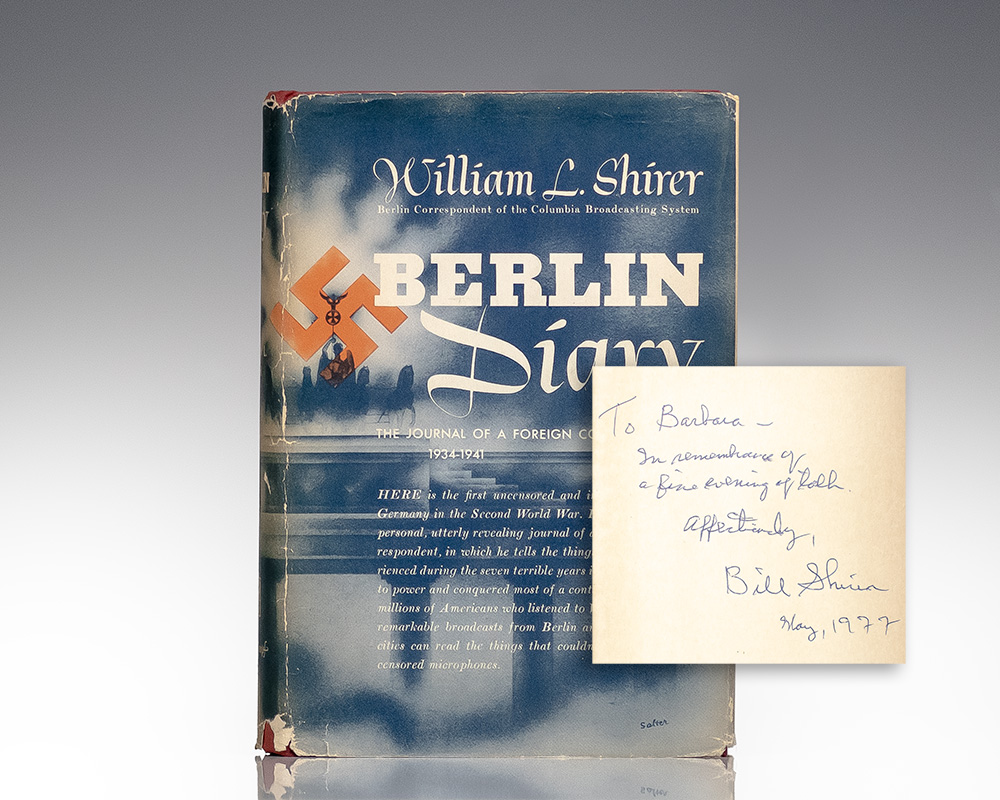 William L. Shirer
Berlin Correspondent of the Columbia Broadcasting System
BERLIN
Diary
THE JOURNAL OF A FOREIGN CO
1934-1941
HERE is the first uncensored and i
Germany in the Second World War.
personal, utterly revealing journal of
respondent, in which he tells the thing
rienced during the seven terrible years i
to power and conquered most of a cont
millions of Americans who listened to
remarkable broadcasts from Berlin a
cities can read the things that couldn
censored microphones.
Salter
To Barbara –
In remembrance of
a fine evening of talk.
Affectionately,
Bill Shirer
May, 1977